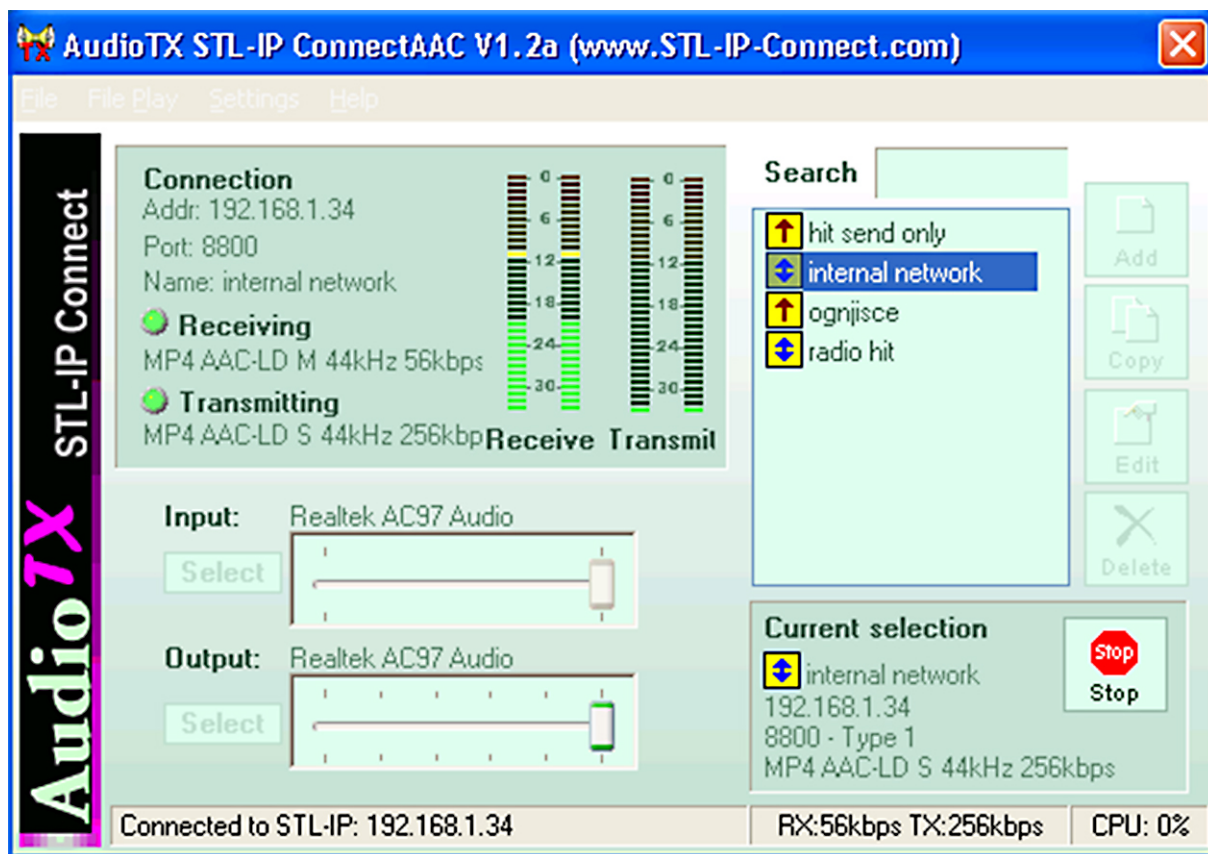 AudioTX STL-IP ConnectAAC V1.2a (www.STL-IP-Connect.com)
File File Play Settings Help
AudioTX STL-IP Connect
Connection
Addr: 192.168.1.34
Port: 8800
Name: internal network
Receiving
MP4 AAC-LD M 44kHz 56kbps
Transmitting
MP4 AAC-LD S 44kHz 256kbp
0
6
12
18
24
30
Receive
0
6
12
18
24
30
Transmit
Search
hit send only
internal network
ognjisce
radio hit
Add
Copy
Edit
Delete
Input: Realtek AC97 Audio
Select
Output: Realtek AC97 Audio
Select
Current selection
internal network
192.168.1.34
8800 - Type 1
MP4 AAC-LD S 44kHz 256kbps
Stop
Stop
Connected to STL-IP: 192.168.1.34
RX:56kbps TX:256kbps
CPU: 0%